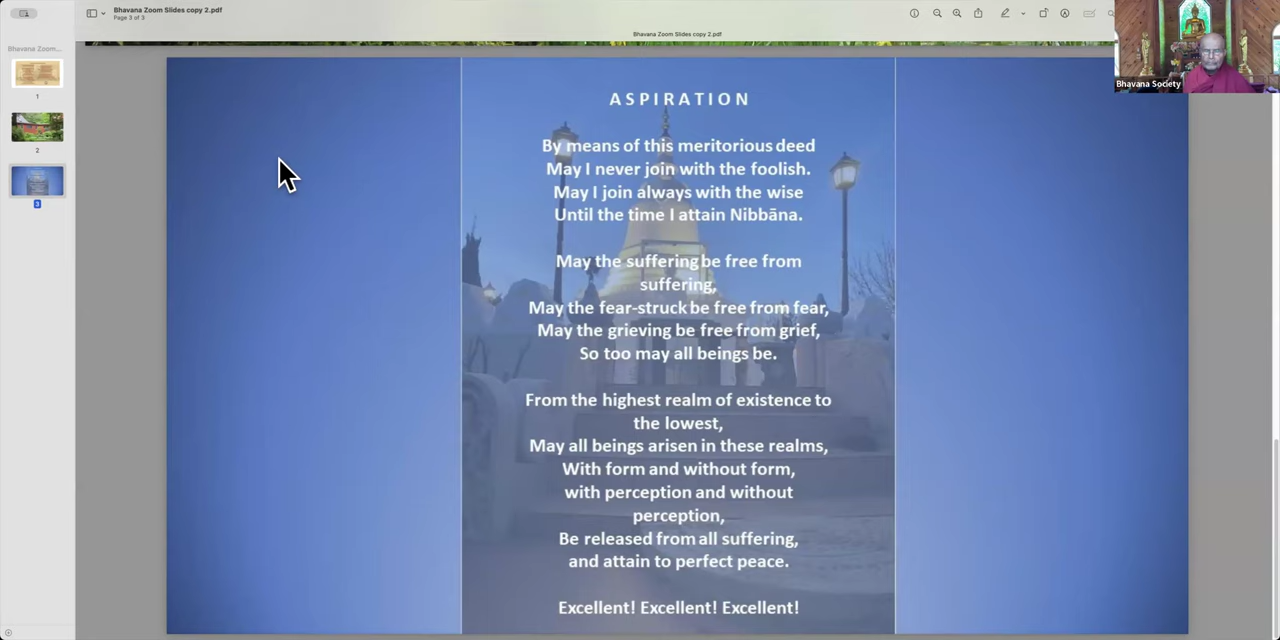 Bhavana Zoom Slides copy 2.pdf
Page 3 of 3
Bhavana Zoom Slides copy 2.pdf
Bhavana Zoom...
1
2
3
Bhavana Society
ASPIRATION
By means of this meritorious deed
May I never join with the foolish.
May I join always with the wise
Until the time I attain Nibbāna.
May the suffering be free from
suffering,
May the fear-struck be free from fear,
May the grieving be free from grief,
So too may all beings be.
From the highest realm of existence to
the lowest,
May all beings arisen in these realms,
With form and without form,
with perception and without
perception,
Be released from all suffering,
and attain to perfect peace.
Excellent! Excellent! Excellent!